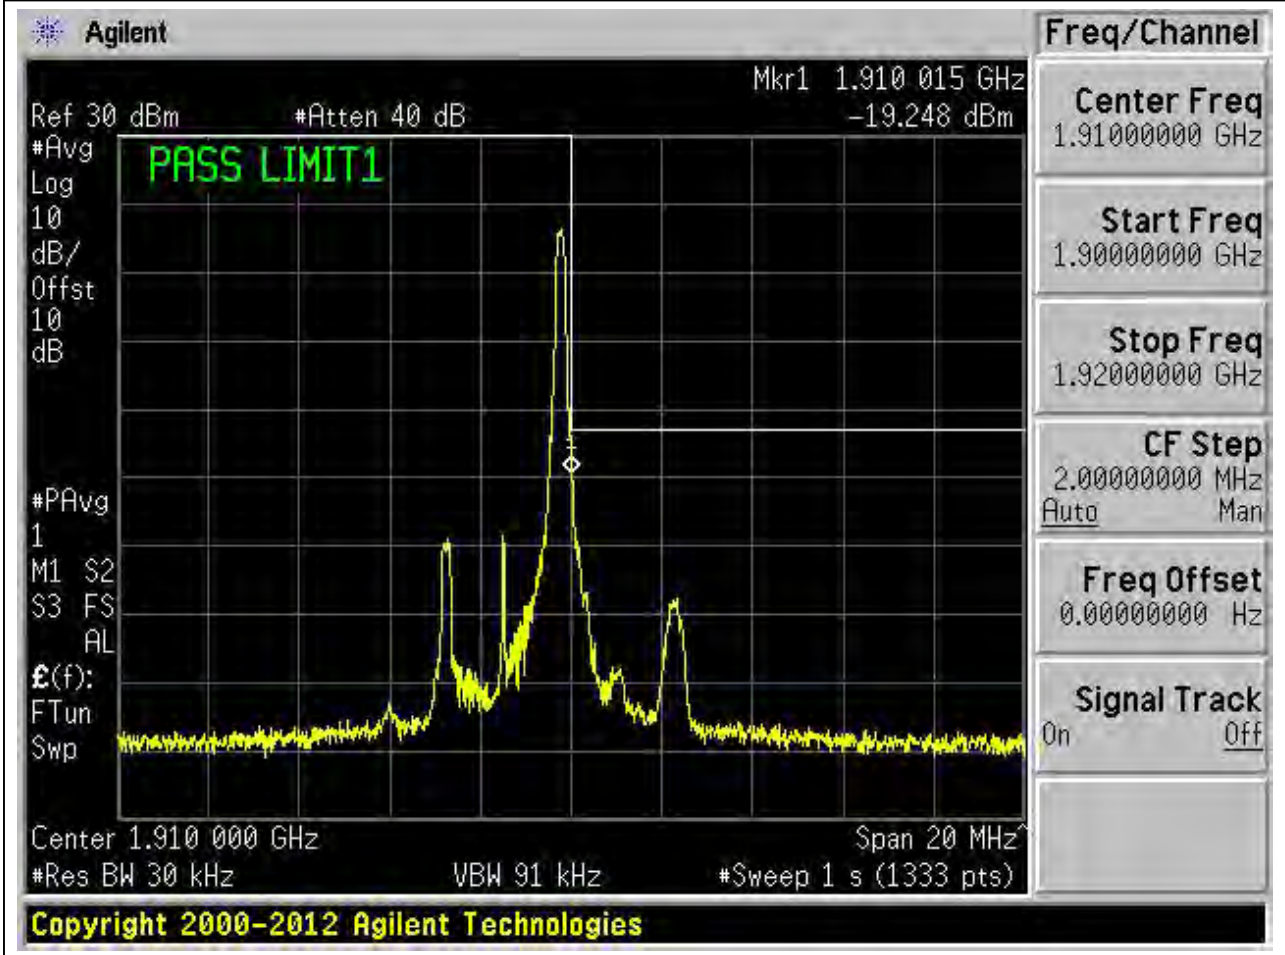 Agilent
Freq/Channel
Mkr1 1.910 015 GHz
Ref 30 dBm #Atten 40 dB -19.248 dBm
#Avg
Log
10
dB/
Offst
10
dB
PASS LIMIT1
#PAvg
1
M1 S2
S3 FS
AL
£(f):
FTun
Swp
Center 1.910 000 GHz Span 20 MHz^
#Res BW 30 kHz VBW 91 kHz #Sweep 1 s (1333 pts)
Center Freq
1.91000000 GHz
Start Freq
1.90000000 GHz
Stop Freq
1.92000000 GHz
CF Step
2.00000000 MHz
Auto Man
Freq Offset
0.00000000 Hz
Signal Track
On Off
Copyright 2000-2012 Agilent Technologies